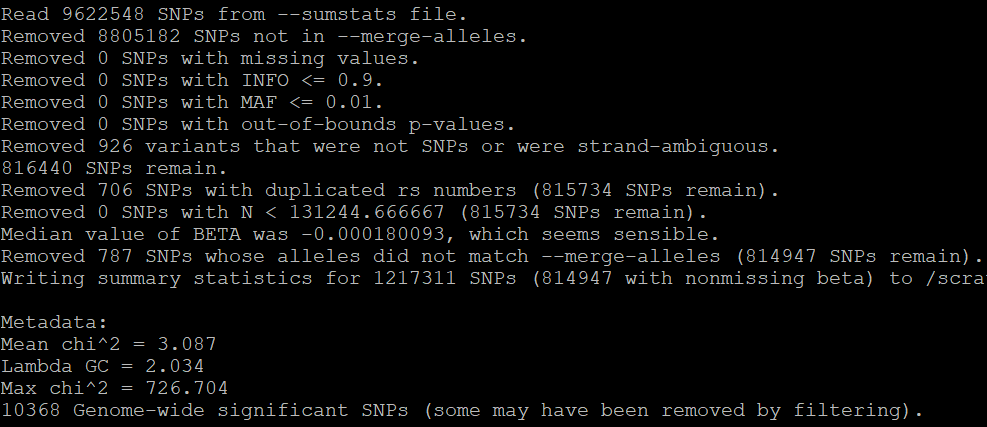 Read 9622548 SNPs from --sumstats file.
Removed 8805182 SNPs not in --merge-alleles.
Removed 0 SNPs with missing values.
Removed 0 SNPs with INFO <= 0.9.
Removed 0 SNPs with MAF <= 0.01.
Removed 0 SNPs with out-of-bounds p-values.
Removed 926 variants that were not SNPs or were strand-ambiguous.
816440 SNPs remain.
Removed 706 SNPs with duplicated rs numbers (815734 SNPs remain).
Removed 0 SNPs with N < 131244.666667 (815734 SNPs remain).
Median value of BETA was -0.000180093, which seems sensible.
Removed 787 SNPs whose alleles did not match --merge-alleles (814947 SNPs remain).
Writing summary statistics for 1217311 SNPs (814947 with nonmissing beta) to /scra
Metadata:
Mean chi^2 = 3.087
Lambda GC = 2.034
Max chi^2 = 726.704
10368 Genome-wide significant SNPs (some may have been removed by filtering).